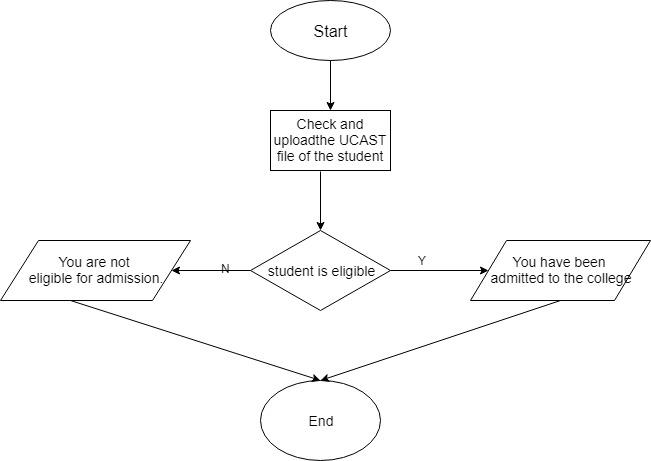 Start
Check and
uploadthe UCAST
file of the student
student is eligible
N
Y
You are not
eligible for admission.
You have been
admitted to the college
End